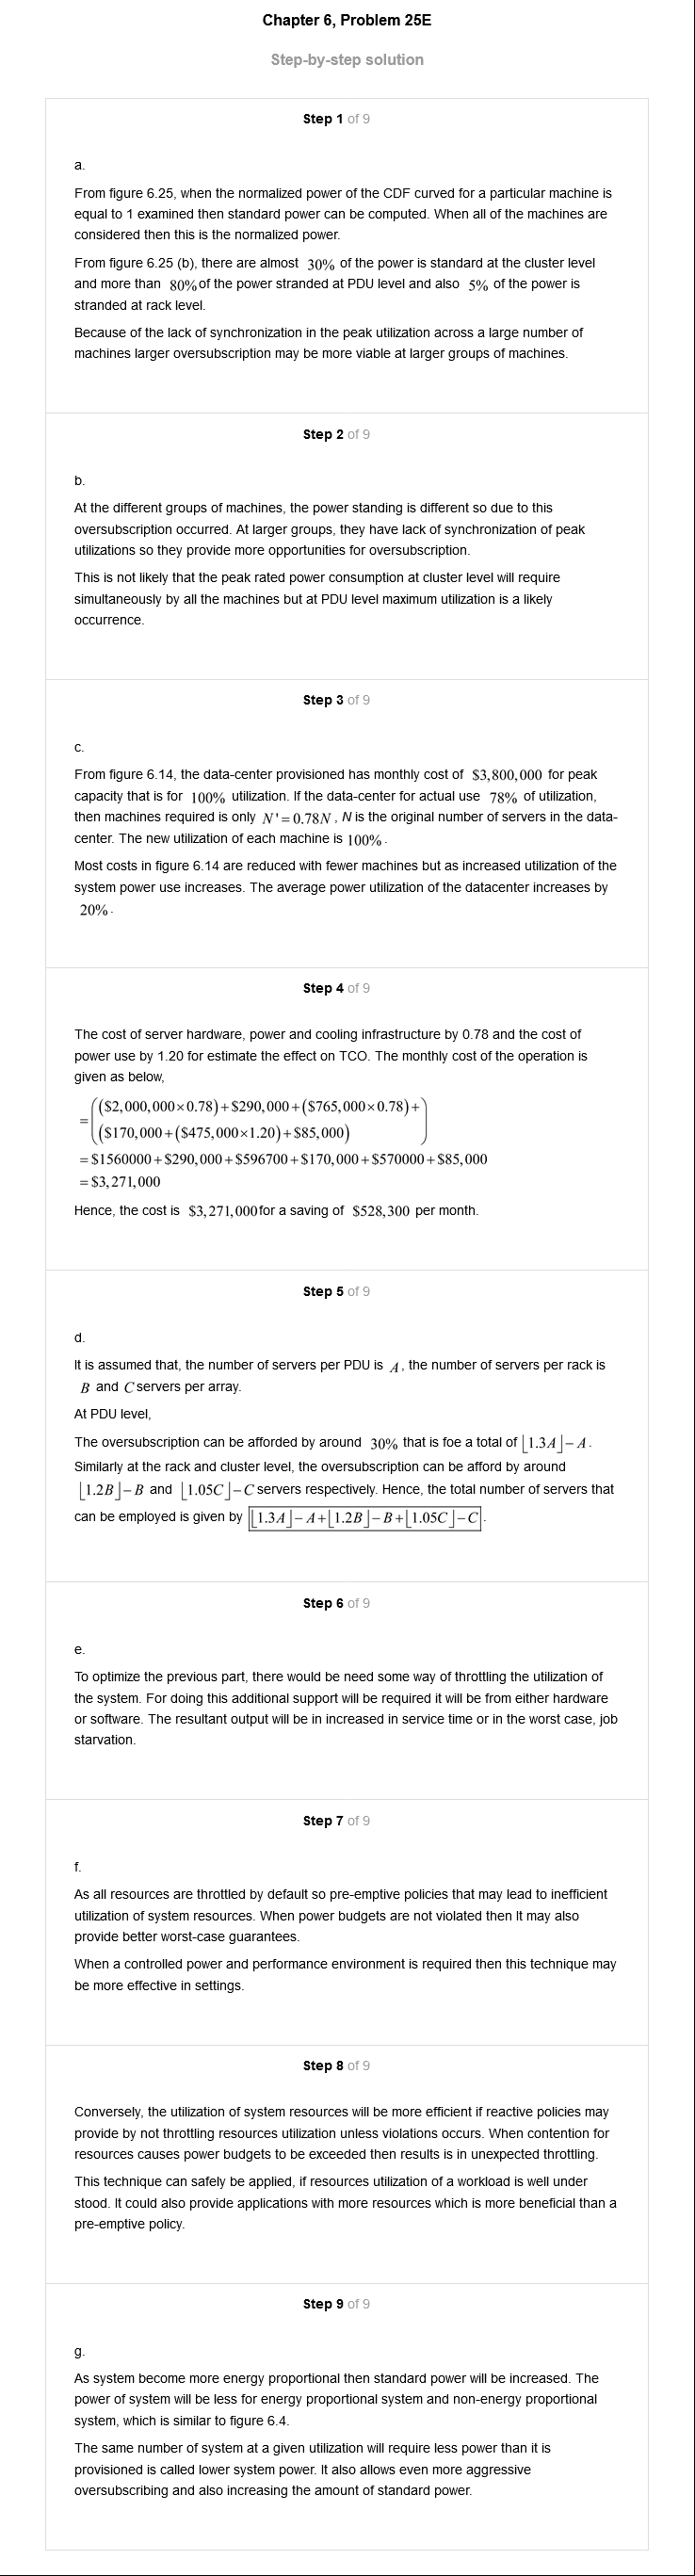 Chapter 6, Problem 25E
Step-by-step solution
Step 1 of 9
a.
From figure 6.25, when the normalized power of the CDF curved for a particular machine is
equal to 1 examined then standard power can be computed. When all of the machines are
considered then this is the normalized power.
From figure 6.25 (b), there are almost 30% of the power is standard at the cluster level
and more than 80% of the power stranded at PDU level and also 5% of the power is
stranded at rack level.
Because of the lack of synchronization in the peak utilization across a large number of
machines larger oversubscription may be more viable at larger groups of machines.
Step 2 of 9
b.
At the different groups of machines, the power standing is different so due to this
oversubscription occurred. At larger groups, they have lack of synchronization of peak
utilizations so they provide more opportunities for oversubscription.
This is not likely that the peak rated power consumption at cluster level will require
simultaneously by all the machines but at PDU level maximum utilization is a likely
occurrence.
Step 3 of 9
c.
From figure 6.14, the data-center provisioned has monthly cost of $3,800,000 for peak
capacity that is for 100% utilization. If the data-center for actual use 78% of utilization,
then machines required is only N'=0.78N , N is the original number of servers in the data-
center. The new utilization of each machine is 100% .
Most costs in figure 6.14 are reduced with fewer machines but as increased utilization of the
system power use increases. The average power utilization of the datacenter increases by
20% .
Step 4 of 9
The cost of server hardware, power and cooling infrastructure by 0.78 and the cost of
power use by 1.20 for estimate the effect on TCO. The monthly cost of the operation is
given as below,
=(($2,000,000×0.78)+$290,000+($765,000×0.78)+
($170,000+($475,000×1.20)+$85,000))
=$1560000+$290,000+$596700+$170,000+$570000+$85,000
=$3,271,000
Hence, the cost is $3,271,000 for a saving of $528,300 per month.
Step 5 of 9
d.
It is assumed that, the number of servers per PDU is A , the number of servers per rack is
B and C servers per array.
At PDU level,
The oversubscription can be afforded by around 30% that is foe a total of ⌊1.3A⌋−A .
Similarly at the rack and cluster level, the oversubscription can be afford by around
⌊1.2B⌋−B and ⌊1.05C⌋−C servers respectively. Hence, the total number of servers that
can be employed is given by ⌊1.3A⌋−A+⌊1.2B⌋−B+⌊1.05C⌋−C .
Step 6 of 9
e.
To optimize the previous part, there would be need some way of throttling the utilization of
the system. For doing this additional support will be required it will be from either hardware
or software. The resultant output will be in increased in service time or in the worst case, job
starvation.
Step 7 of 9
f.
As all resources are throttled by default so pre-emptive policies that may lead to inefficient
utilization of system resources. When power budgets are not violated then It may also
provide better worst-case guarantees.
When a controlled power and performance environment is required then this technique may
be more effective in settings.
Step 8 of 9
Conversely, the utilization of system resources will be more efficient if reactive policies may
provide by not throttling resources utilization unless violations occurs. When contention for
resources causes power budgets to be exceeded then results is in unexpected throttling.
This technique can safely be applied, if resources utilization of a workload is well under
stood. It could also provide applications with more resources which is more beneficial than a
pre-emptive policy.
Step 9 of 9
g.
As system become more energy proportional then standard power will be increased. The
power of system will be less for energy proportional system and non-energy proportional
system, which is similar to figure 6.4.
The same number of system at a given utilization will require less power than it is
provisioned is called lower system power. It also allows even more aggressive
oversubscribing and also increasing the amount of standard power.